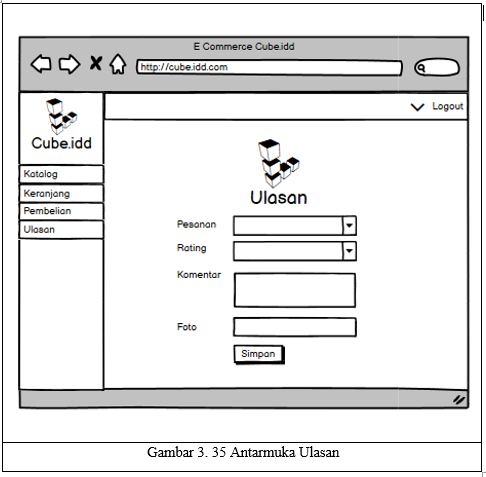 E Commerce Cube.idd
http://cube.idd.com
Logout
Cube.idd
Katalog
Keranjang
Pembelian
Ulasan
Ulasan
Pesanan
Rating
Komentar
Foto
Simpan
Gambar 3. 35 Antarmuka Ulasan